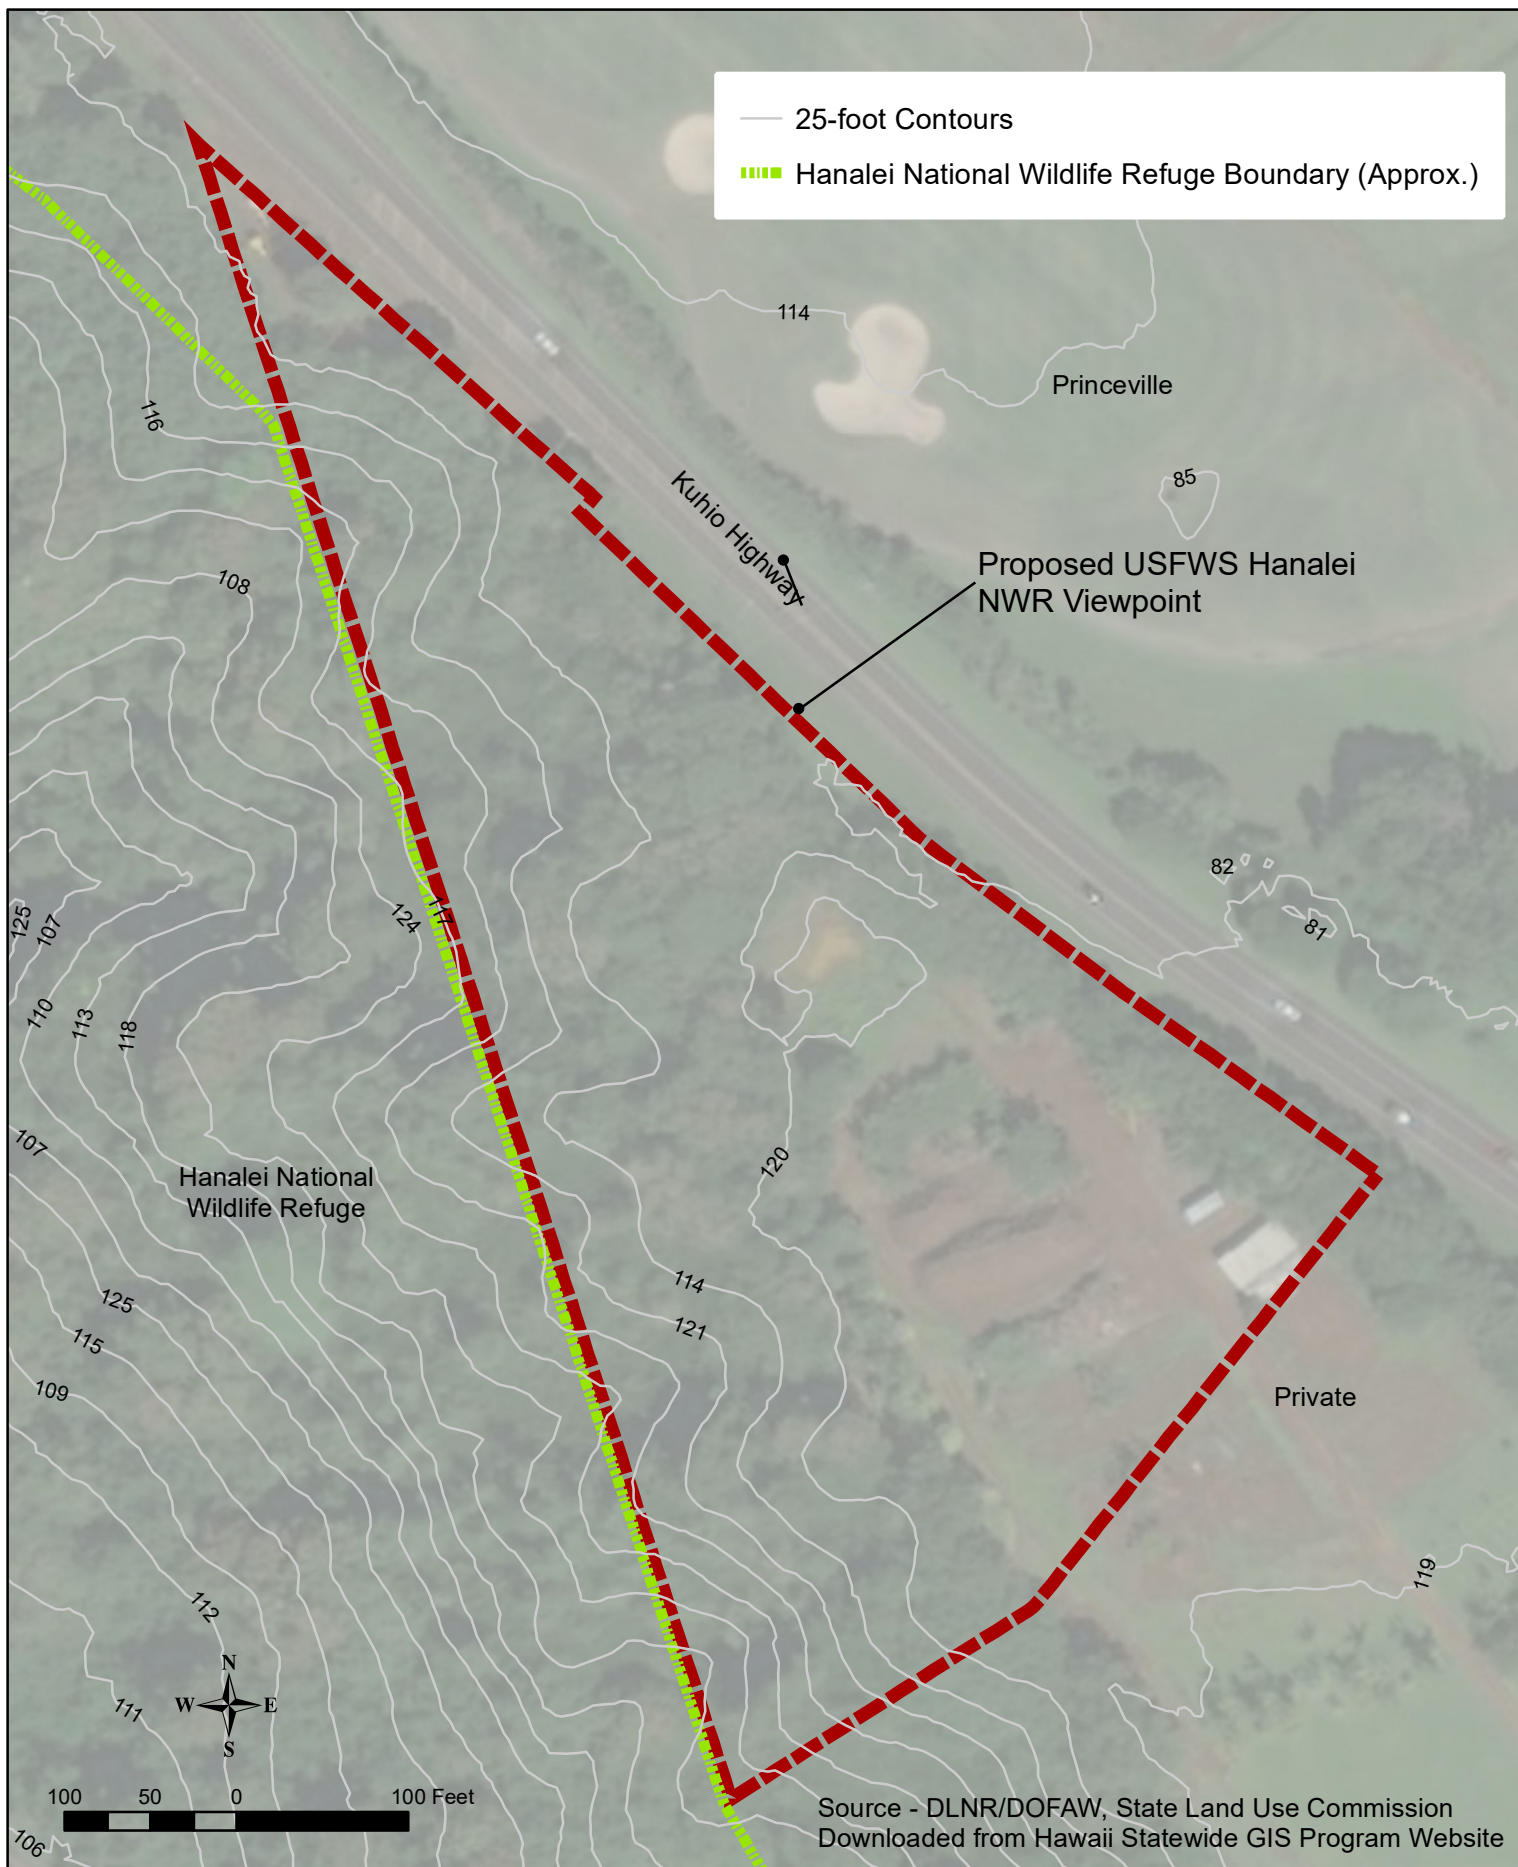 25-foot Contours
Hanalei National Wildlife Refuge Boundary (Approx.)
114
Princeville
116
85
Kuhio Highway
Proposed USFWS Hanalei
NWR Viewpoint
108
82
81
125
107
124
117
110
113
118
107
120
Hanalei National
Wildlife Refuge
114
125
121
115
109
Private
119
112
N
W E
S
111
100 50 0 100 Feet
106
Source - DLNR/DOFAW, State Land Use Commission
Downloaded from Hawaii Statewide GIS Program Website